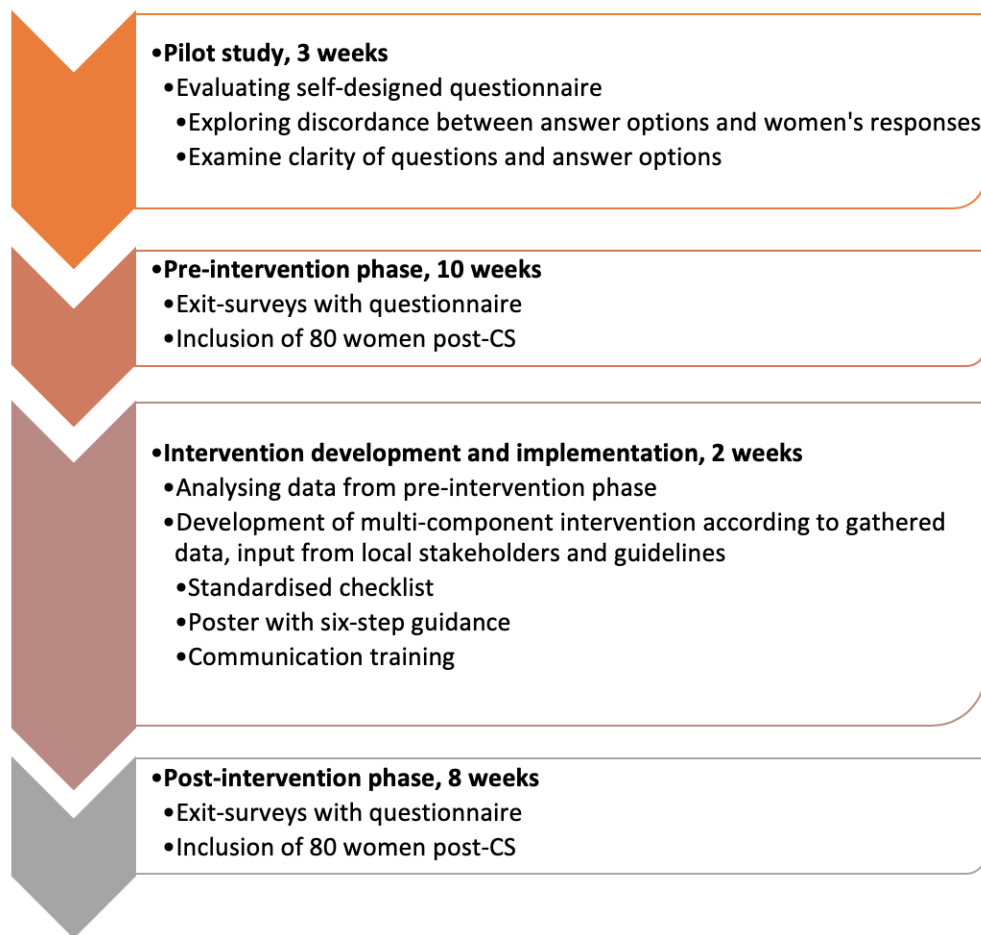 •Pilot study, 3 weeks
•Evaluating self-designed questionnaire
•Exploring discordance between answer options and women's responses
•Examine clarity of questions and answer options
•Pre-intervention phase, 10 weeks
•Exit-surveys with questionnaire
•Inclusion of 80 women post-CS
•Intervention development and implementation, 2 weeks
•Analysing data from pre-intervention phase
•Development of multi-component intervention according to gathered
data, input from local stakeholders and guidelines
•Standardised checklist
•Poster with six-step guidance
•Communication training
•Post-intervention phase, 8 weeks
•Exit-surveys with questionnaire
•Inclusion of 80 women post-CS